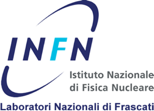 INFN
Istituto Nazionale
di Fisica Nucleare
Laboratori Nazionali di Frascati